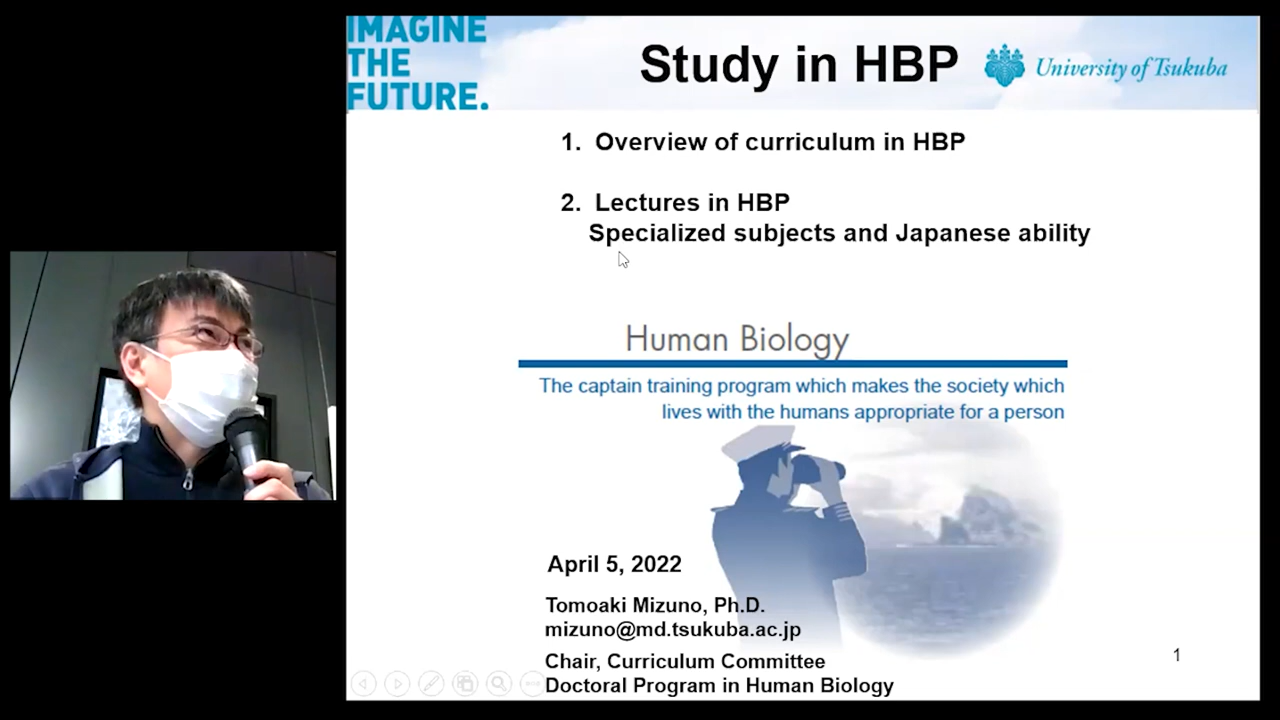 IMAGINE
THE
FUTURE.
Study in HBP
University of Tsukuba
1. Overview of curriculum in HBP
2. Lectures in HBP
Specialized subjects and Japanese ability
Human Biology
The captain training program which makes the society which
lives with the humans appropriate for a person
April 5, 2022
Tomoaki Mizuno, Ph.D.
mizuno@md.tsukuba.ac.jp
Chair, Curriculum Committee
Doctoral Program in Human Biology
1